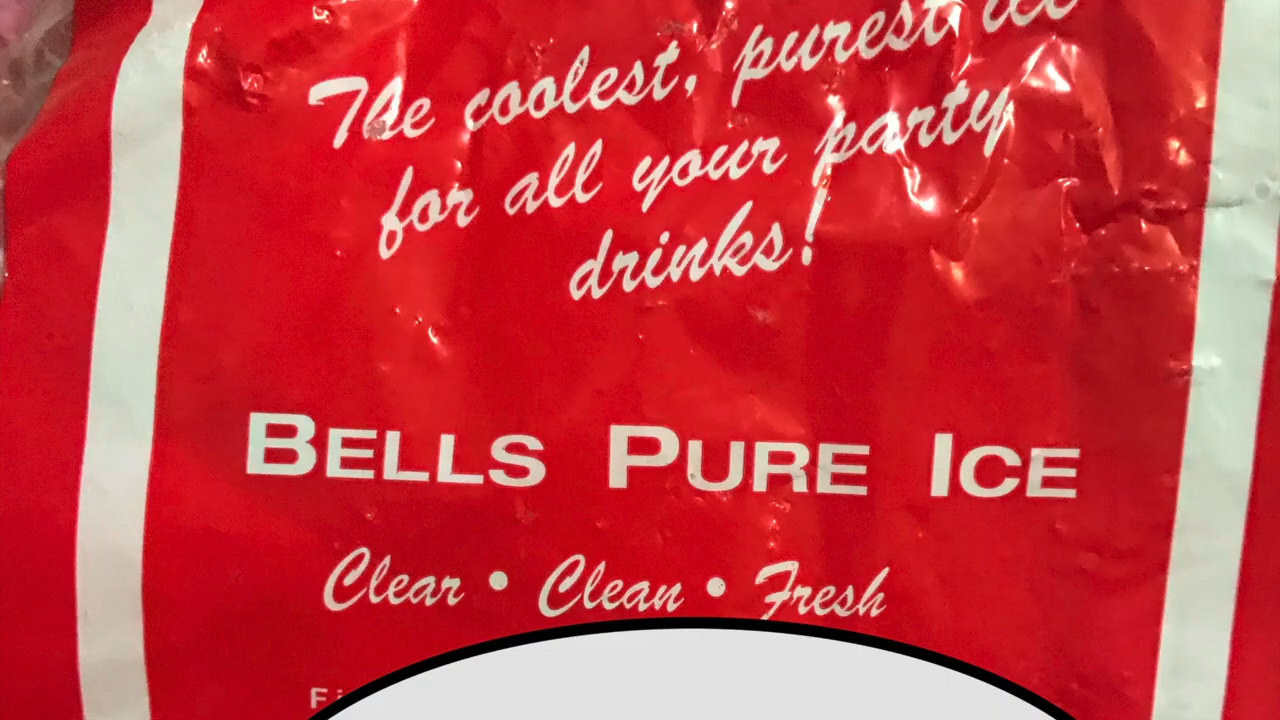 The coolest, purest ice
for all your party
drinks!
BELLS PURE ICE
Clear • Clean • Fresh